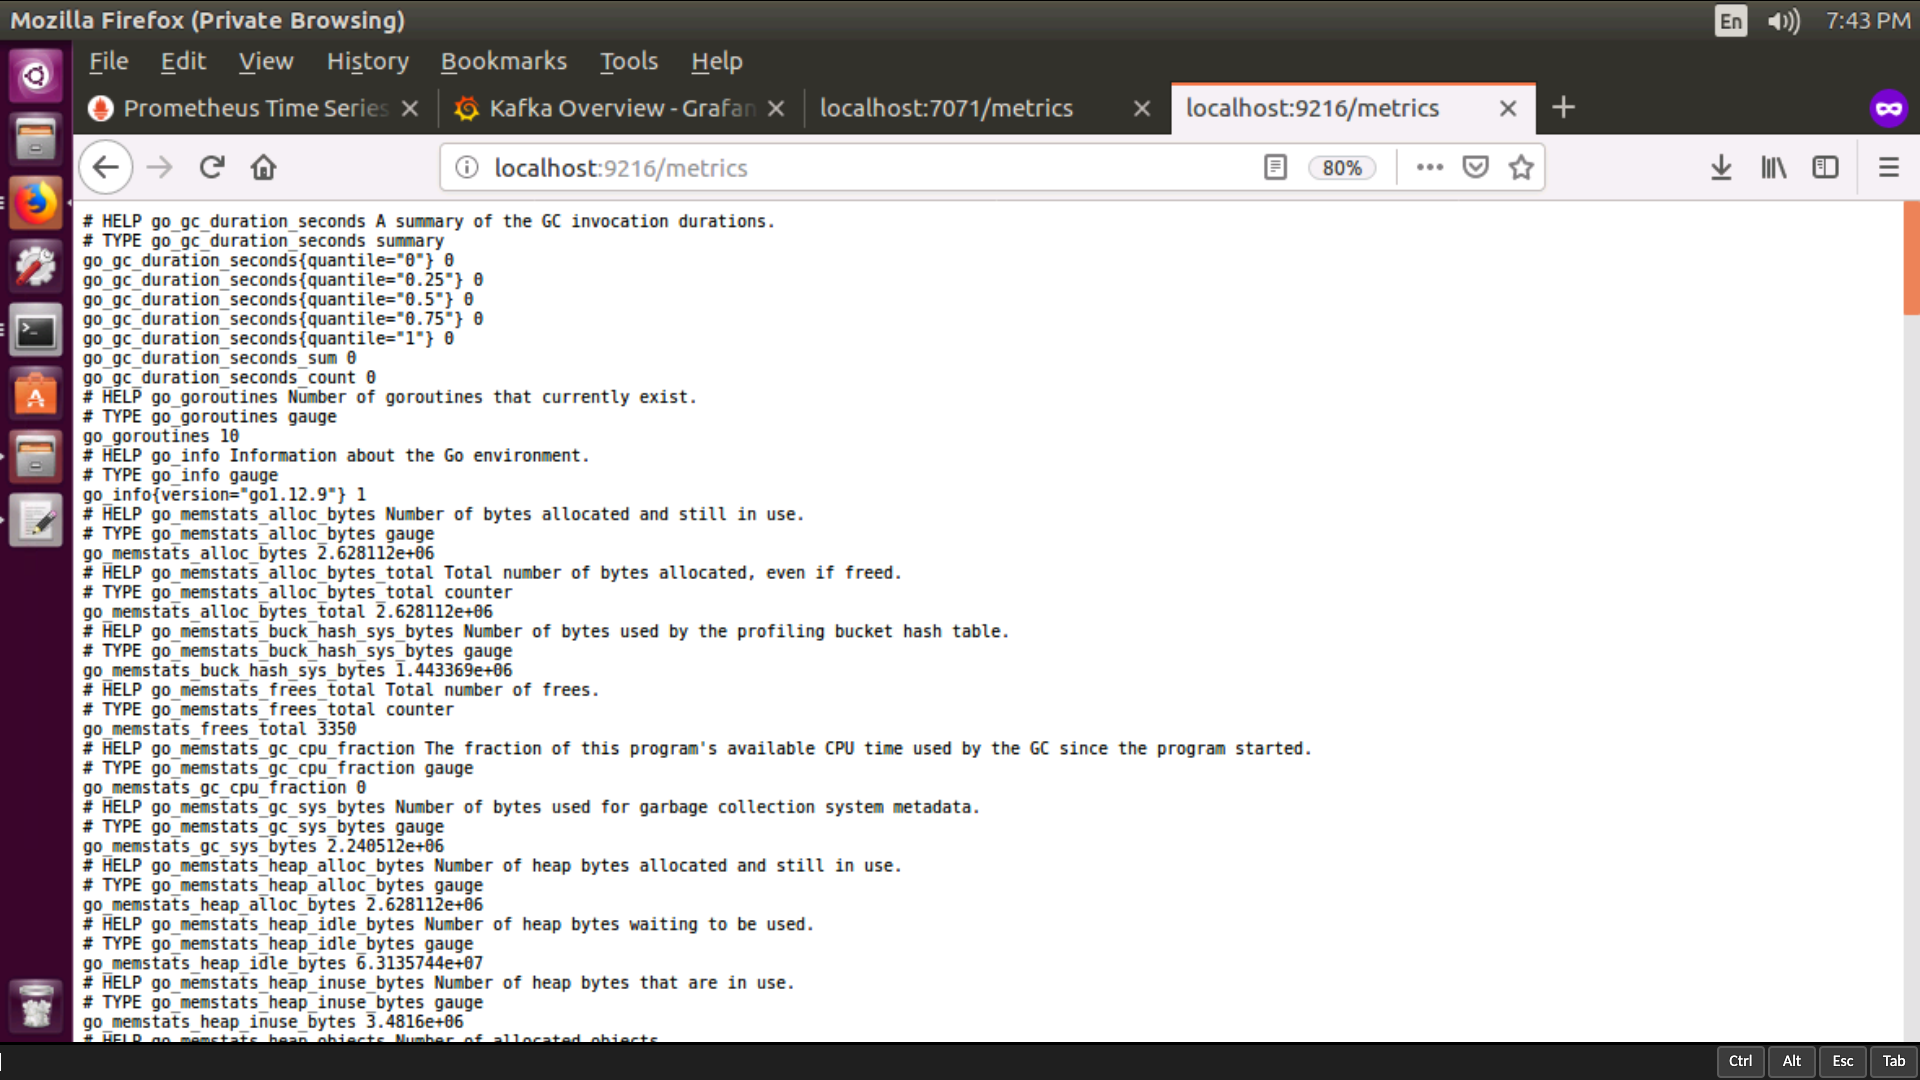 Mozilla Firefox (Private Browsing)
En
7:43 PM
File Edit View History Bookmarks Tools Help
Prometheus Time Series
Kafka Overview - Grafan
localhost:7071/metrics
localhost:9216/metrics
localhost:9216/metrics
80%
# HELP go_gc_duration_seconds A summary of the GC invocation durations.
# TYPE go_gc_duration_seconds summary
go_gc_duration_seconds{quantile="0"} 0
go_gc_duration_seconds{quantile="0.25"} 0
go_gc_duration_seconds{quantile="0.5"} 0
go_gc_duration_seconds{quantile="0.75"} 0
go_gc_duration_seconds{quantile="1"} 0
go_gc_duration_seconds_sum 0
go_gc_duration_seconds_count 0
# HELP go_goroutines Number of goroutines that currently exist.
# TYPE go_goroutines gauge
go_goroutines 10
# HELP go_info Information about the Go environment.
# TYPE go_info gauge
go_info{version="go1.12.9"} 1
# HELP go_memstats_alloc_bytes Number of bytes allocated and still in use.
# TYPE go_memstats_alloc_bytes gauge
go_memstats_alloc_bytes 2.628112e+06
# HELP go_memstats_alloc_bytes_total Total number of bytes allocated, even if freed.
# TYPE go_memstats_alloc_bytes_total counter
go_memstats_alloc_bytes_total 2.628112e+06
# HELP go_memstats_buck_hash_sys_bytes Number of bytes used by the profiling bucket hash table.
# TYPE go_memstats_buck_hash_sys_bytes gauge
go_memstats_buck_hash_sys_bytes 1.443369e+06
# HELP go_memstats_frees_total Total number of frees.
# TYPE go_memstats_frees_total counter
go_memstats_frees_total 3350
# HELP go_memstats_gc_cpu_fraction The fraction of this program's available CPU time used by the GC since the program started.
# TYPE go_memstats_gc_cpu_fraction gauge
go_memstats_gc_cpu_fraction 0
# HELP go_memstats_gc_sys_bytes Number of bytes used for garbage collection system metadata.
# TYPE go_memstats_gc_sys_bytes gauge
go_memstats_gc_sys_bytes 2.240512e+06
# HELP go_memstats_heap_alloc_bytes Number of heap bytes allocated and still in use.
# TYPE go_memstats_heap_alloc_bytes gauge
go_memstats_heap_alloc_bytes 2.628112e+06
# HELP go_memstats_heap_idle_bytes Number of heap bytes waiting to be used.
# TYPE go_memstats_heap_idle_bytes gauge
go_memstats_heap_idle_bytes 6.3135744e+07
# HELP go_memstats_heap_inuse_bytes Number of heap bytes that are in use.
# TYPE go_memstats_heap_inuse_bytes gauge
go_memstats_heap_inuse_bytes 3.4816e+06
# HELP go_memstats_heap_objects Number of allocated objects.
Ctrl Alt Esc Tab